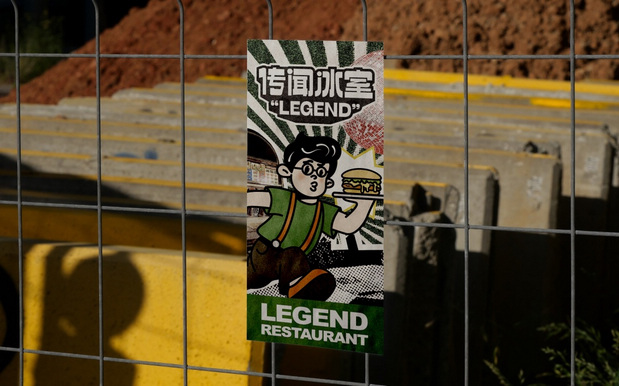 传闻冰室
"LEGEND"
LEGEND
RESTAURANT